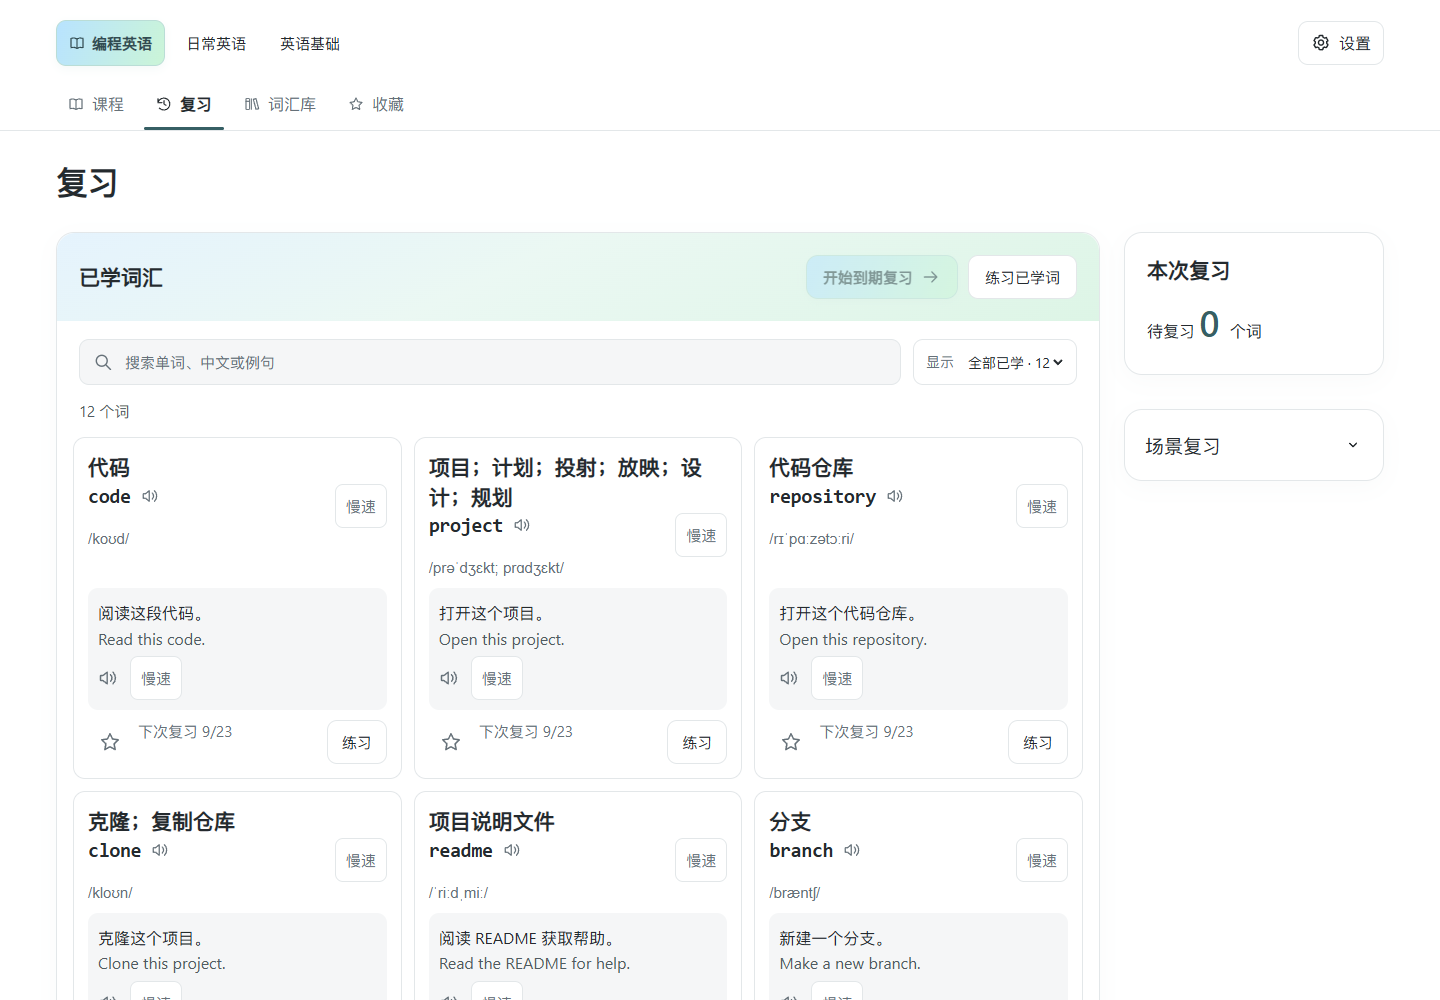 编程英语
日常英语
英语基础
设置
课程
复习
词汇库
收藏
复习
已学词汇
开始到期复习
练习已学词
搜索单词、中文或例句
显示 全部已学 · 12
12 个词
代码
code
慢速
/koʊd/
阅读这段代码。
Read this code.
慢速
下次复习 9/23
练习
项目；计划；投射；放映；设
计；规划
project
慢速
/prəˈdʒɛkt; prɑdʒɛkt/
打开这个项目。
Open this project.
慢速
下次复习 9/23
练习
代码仓库
repository
慢速
/rɪˈpɑːzətɔːri/
打开这个代码仓库。
Open this repository.
慢速
下次复习 9/23
练习
克隆；复制仓库
clone
慢速
/kloʊn/
克隆这个项目。
Clone this project.
慢速
项目说明文件
readme
慢速
/ˈriːdˌmiː/
阅读 README 获取帮助。
Read the README for help.
慢速
分支
branch
慢速
/bræntʃ/
新建一个分支。
Make a new branch.
慢速
本次复习
待复习 0 个词
场景复习